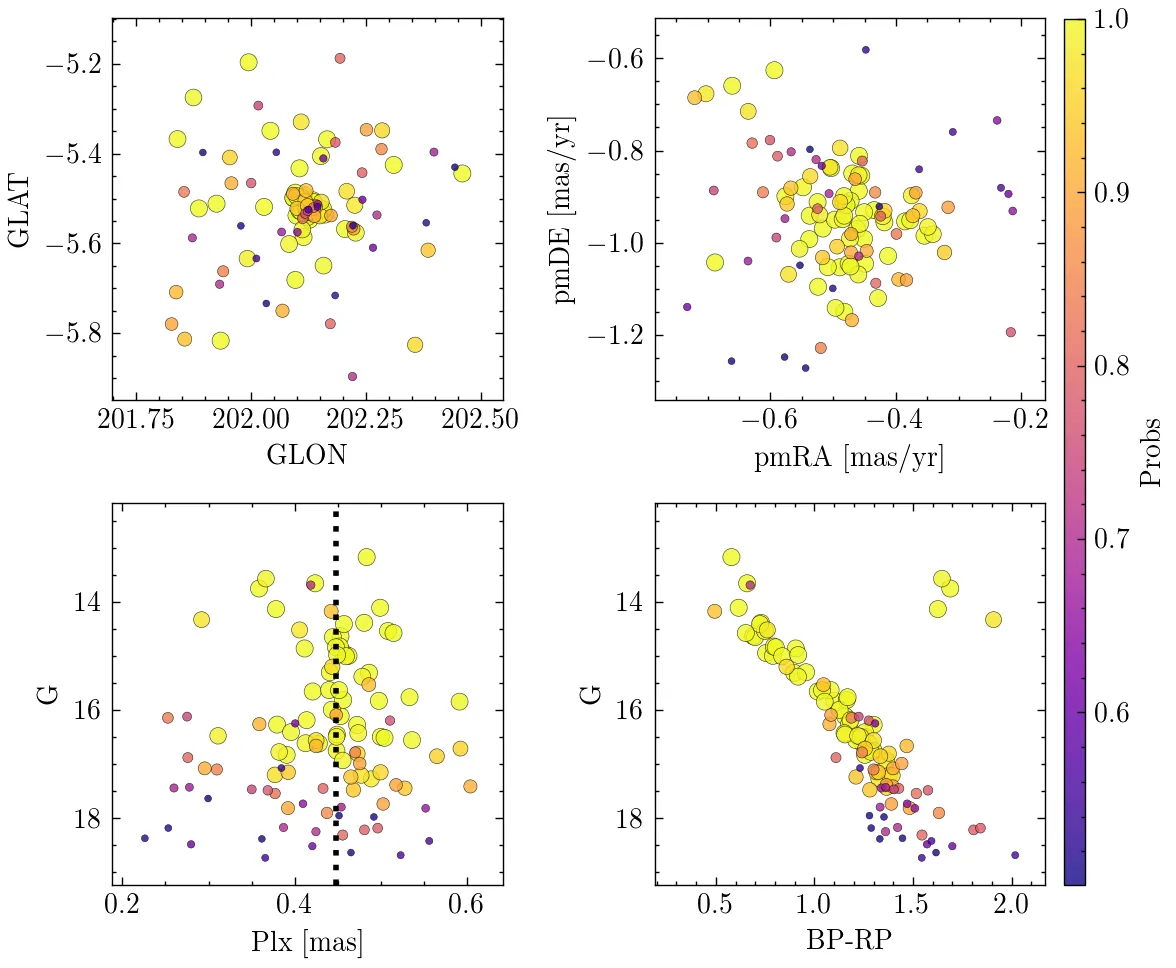 −5.2
−5.4
−5.6
−5.8
GLAT
201.75 202.00 202.25 202.50
GLON
−0.6
−0.8
−1.0
−1.2
pmDE [mas/yr]
−0.6 −0.4 −0.2
pmRA [mas/yr]
14
16
18
G
0.2 0.4 0.6
Plx [mas]
14
16
18
G
0.5 1.0 1.5 2.0
BP-RP
1.0
0.9
0.8
0.7
0.6
Probs